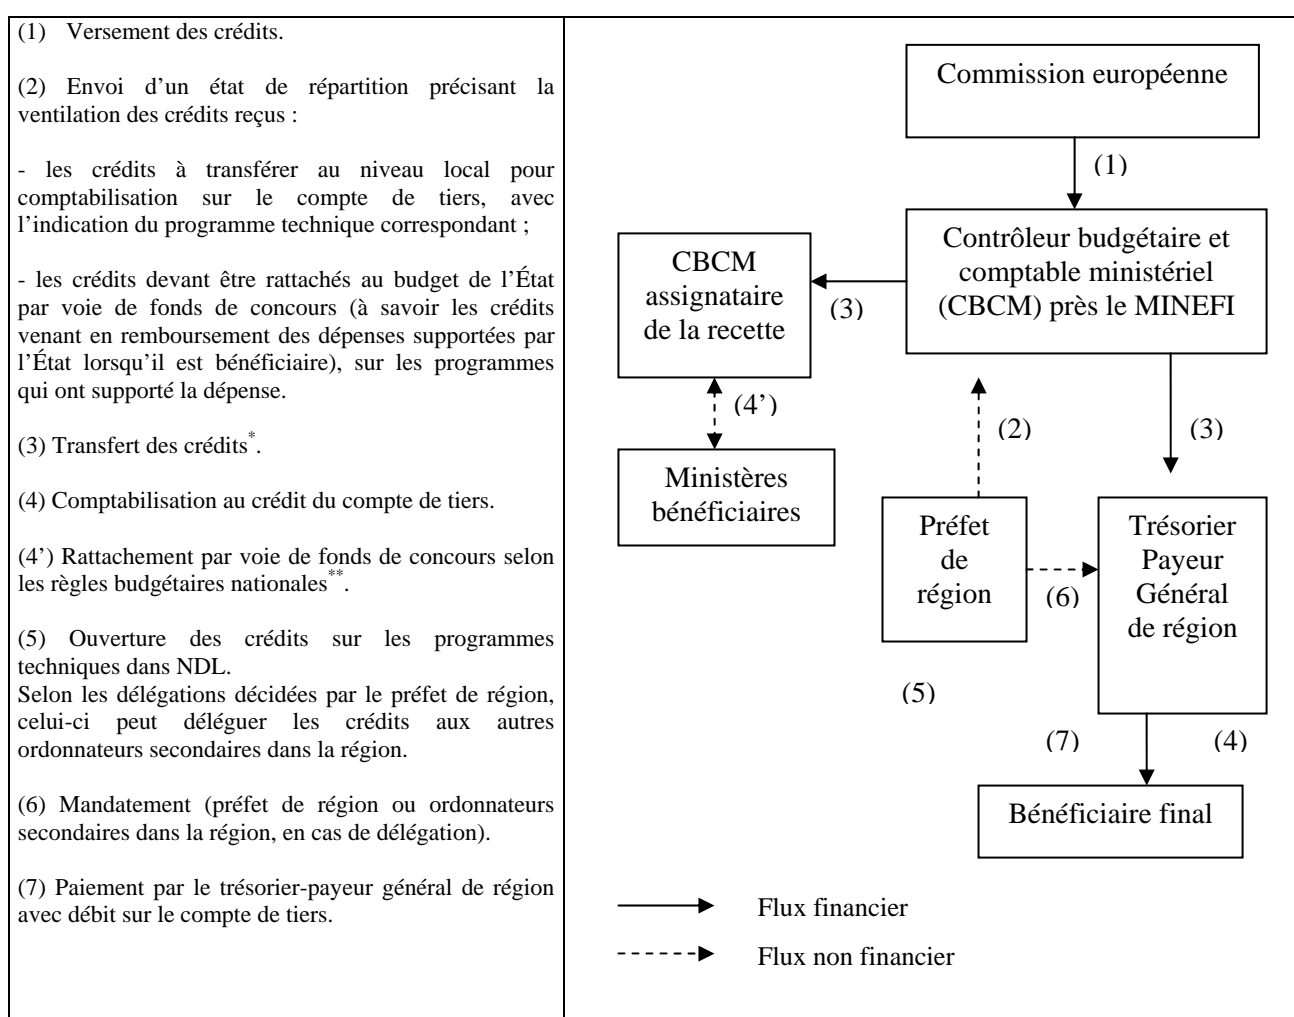 (1) Versement des crédits.
(2) Envoi d’un état de répartition précisant la
ventilation des crédits reçus :
- les crédits à transférer au niveau local pour
comptabilisation sur le compte de tiers, avec
l’indication du programme technique correspondant ;
- les crédits devant être rattachés au budget de l’État
par voie de fonds de concours (à savoir les crédits
venant en remboursement des dépenses supportées par
l’État lorsqu’il est bénéficiaire), sur les programmes
qui ont supporté la dépense.
(3) Transfert des crédits*.
(4) Comptabilisation au crédit du compte de tiers.
(4’) Rattachement par voie de fonds de concours selon
les règles budgétaires nationales**.
(5) Ouverture des crédits sur les programmes
techniques dans NDL.
Selon les délégations décidées par le préfet de région,
celui-ci peut déléguer les crédits aux autres
ordonnateurs secondaires dans la région.
(6) Mandatement (préfet de région ou ordonnateurs
secondaires dans la région, en cas de délégation).
(7) Paiement par le trésorier-payeur général de région
avec débit sur le compte de tiers.
Commission européenne
(1)
Contrôleur budgétaire et
comptable ministériel
(CBCM) près le MINEFI
CBCM
assignataire
de la recette
(3)
(4’)
(2)
(3)
Ministères
bénéficiaires
Préfet
de
région
Trésorier
Payeur
Général
de région
(6)
(5)
(7)
(4)
Bénéficiaire final
Flux financier
Flux non financier